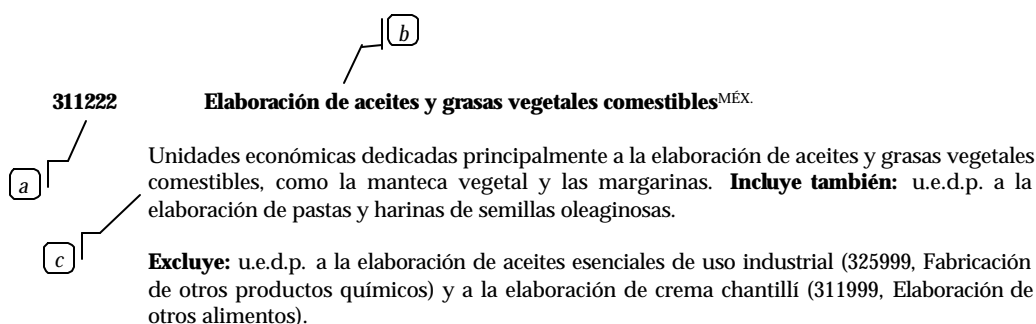 b
311222 Elaboración de aceites y grasas vegetales comestibles MÉX.
Unidades económicas dedicadas principalmente a la elaboración de aceites y grasas vegetales
a
comestibles, como la manteca vegetal y las margarinas. Incluye también: u.e.d.p. a la
elaboración de pastas y harinas de semillas oleaginosas.
c
Excluye: u.e.d.p. a la elaboración de aceites esenciales de uso industrial (325999, Fabricación
de otros productos químicos) y a la elaboración de crema chantillí (311999, Elaboración de
otros alimentos).